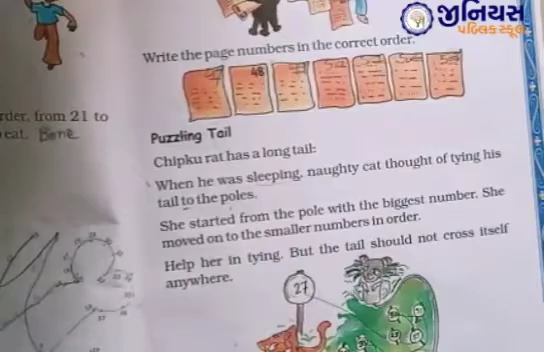 જીનિયસ
પબ્લિક સ્કૂલ
Write the page numbers in the correct order.
48
rder, from 21 to
eat. Bone
Puzzling Tail
Chipku rat has a long tail:
When he was sleeping, naughty cat thought of tying his
tail to the poles.
She started from the pole with the biggest number. She
moved on to the smaller numbers in order.
Help her in tying. But the tail should not cross itself
anywhere.
27